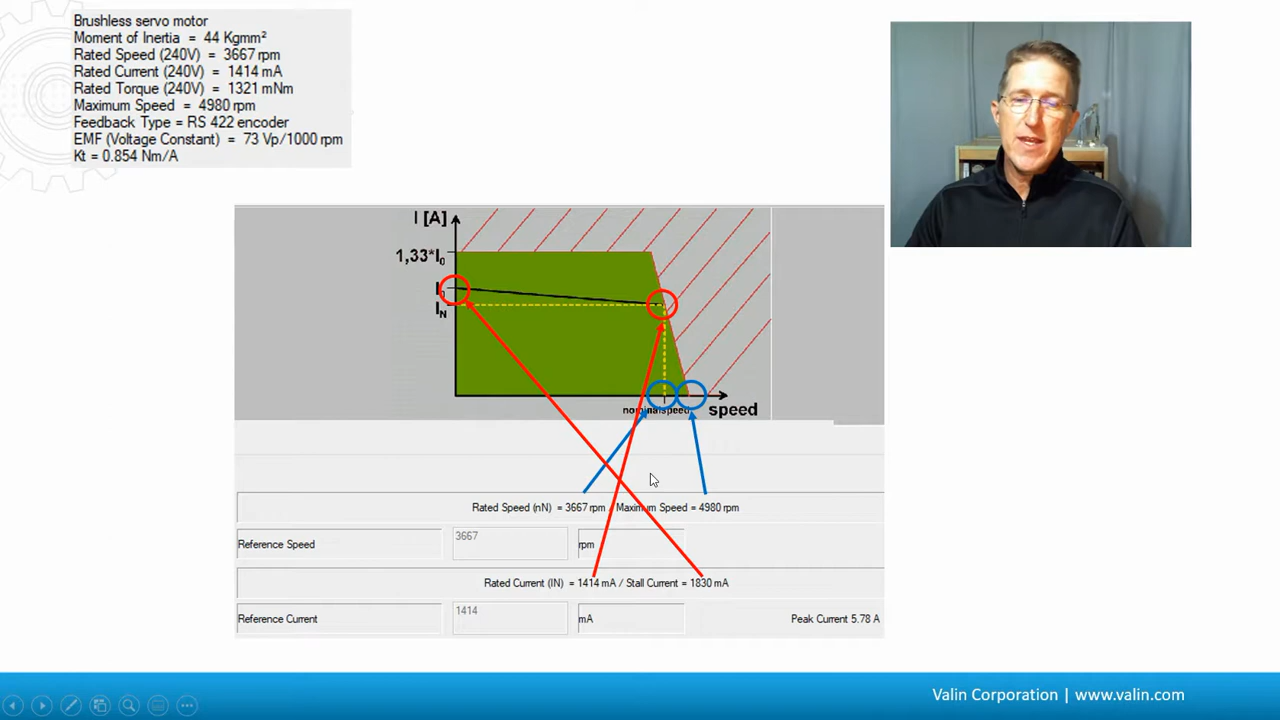 Brushless servo motor
Moment of Inertia = 44 Kgmm²
Rated Speed (240V) = 3667 rpm
Rated Current (240V) = 1414 mA
Rated Torque (240V) = 1321 mNm
Maximum Speed = 4980 rpm
Feedback Type = RS 422 encoder
EMF (Voltage Constant) = 73 Vp/1000 rpm
Kt = 0.854 Nm/A
I [A]
1,33*I₀
I₀
I_N
nominal speed
speed
Rated Speed (nN) = 3667 rpm / Maximum Speed = 4980 rpm
Reference Speed 3667 rpm
Rated Current (IN) = 1414 mA / Stall Current = 1830 mA
Reference Current 1414 mA Peak Current 5.78 A
Valin Corporation | www.valin.com